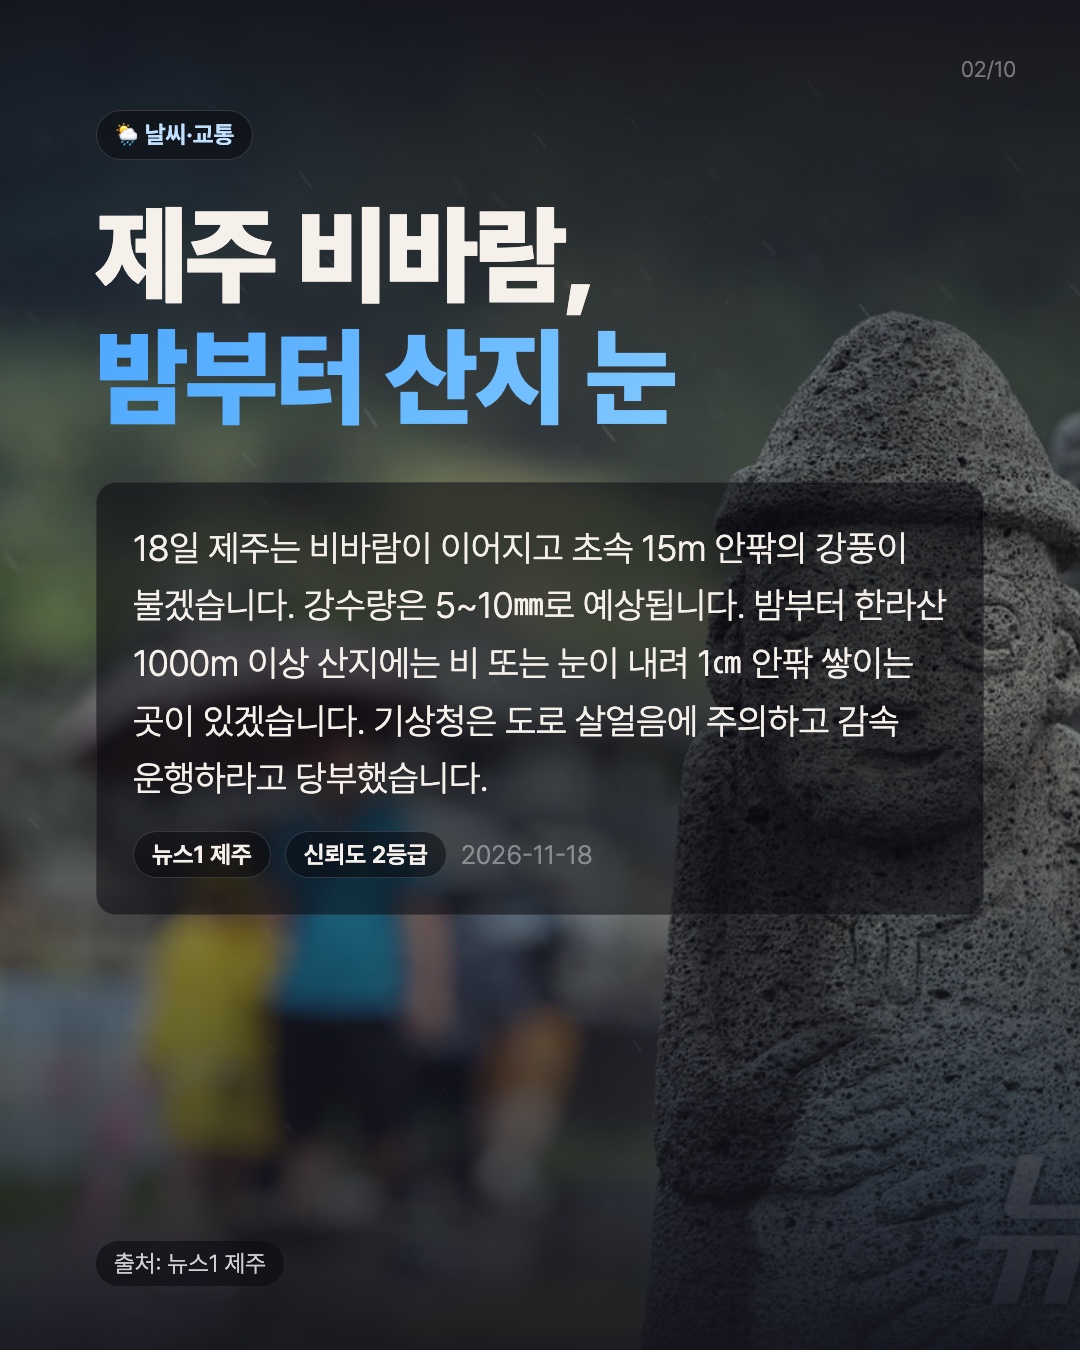 02/10
날씨·교통
제주 비바람,
밤부터 산지 눈
18일 제주는 비바람이 이어지고 초속 15m 안팎의 강풍이
불겠습니다. 강수량은 5~10㎜로 예상됩니다. 밤부터 한라산
1000m 이상 산지에는 비 또는 눈이 내려 1㎝ 안팎 쌓이는
곳이 있겠습니다. 기상청은 도로 살얼음에 주의하고 감속
운행하라고 당부했습니다.
뉴스1 제주 신뢰도 2등급 2026-11-18
출처: 뉴스1 제주
뉴